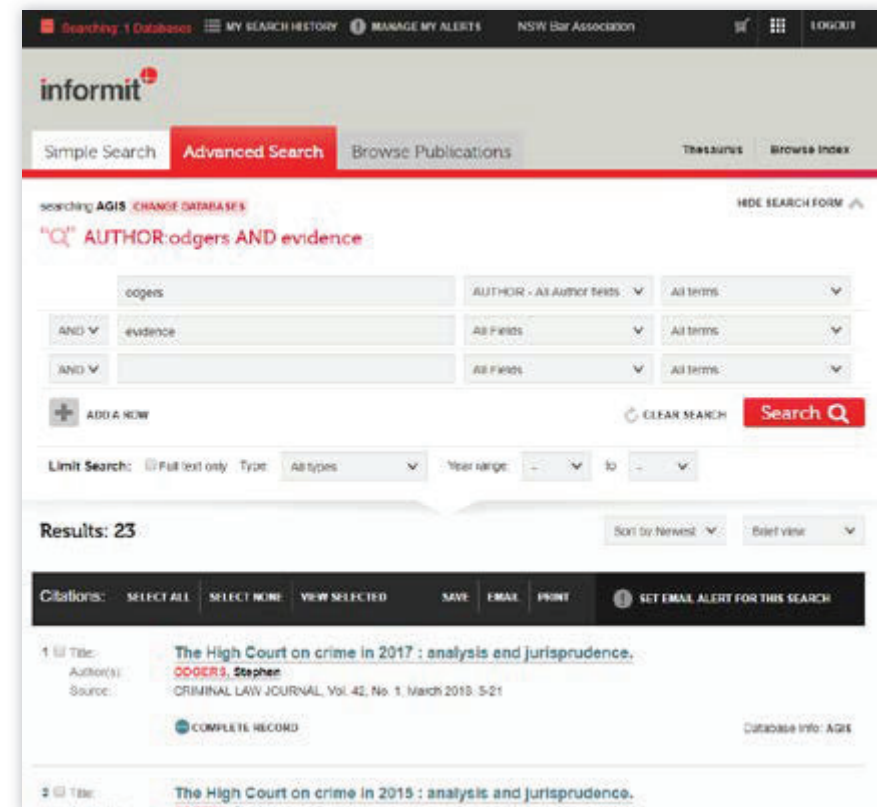 Searching: 1 Databases MY SEARCH HISTORY MANAGE MY ALERTS NSW Bar Association LOGOUT
informit
Simple Search Advanced Search Browse Publications Thesaurus Browse Index
searching AGIS CHANGE DATABASES HIDE SEARCH FORM
"Q" AUTHOR:odgers AND evidence
odgers AUTHOR - All Author fields All terms
AND evidence All Fields All terms
AND All Fields All terms
ADD A ROW CLEAR SEARCH Search
Limit Search: Full text only Type: All types Year range: - to -
Results: 23 Sort by Newest Brief view
Citations: SELECT ALL SELECT NONE VIEW SELECTED SAVE EMAIL PRINT SET EMAIL ALERT FOR THIS SEARCH
1 Title: The High Court on crime in 2017 : analysis and jurisprudence.
Author(s): ODGERS, Stephen
Source: CRIMINAL LAW JOURNAL, Vol. 42, No. 1, March 2018: 5-21
COMPLETE RECORD Database Info: AGIS
2 Title: The High Court on crime in 2015 : analysis and jurisprudence.